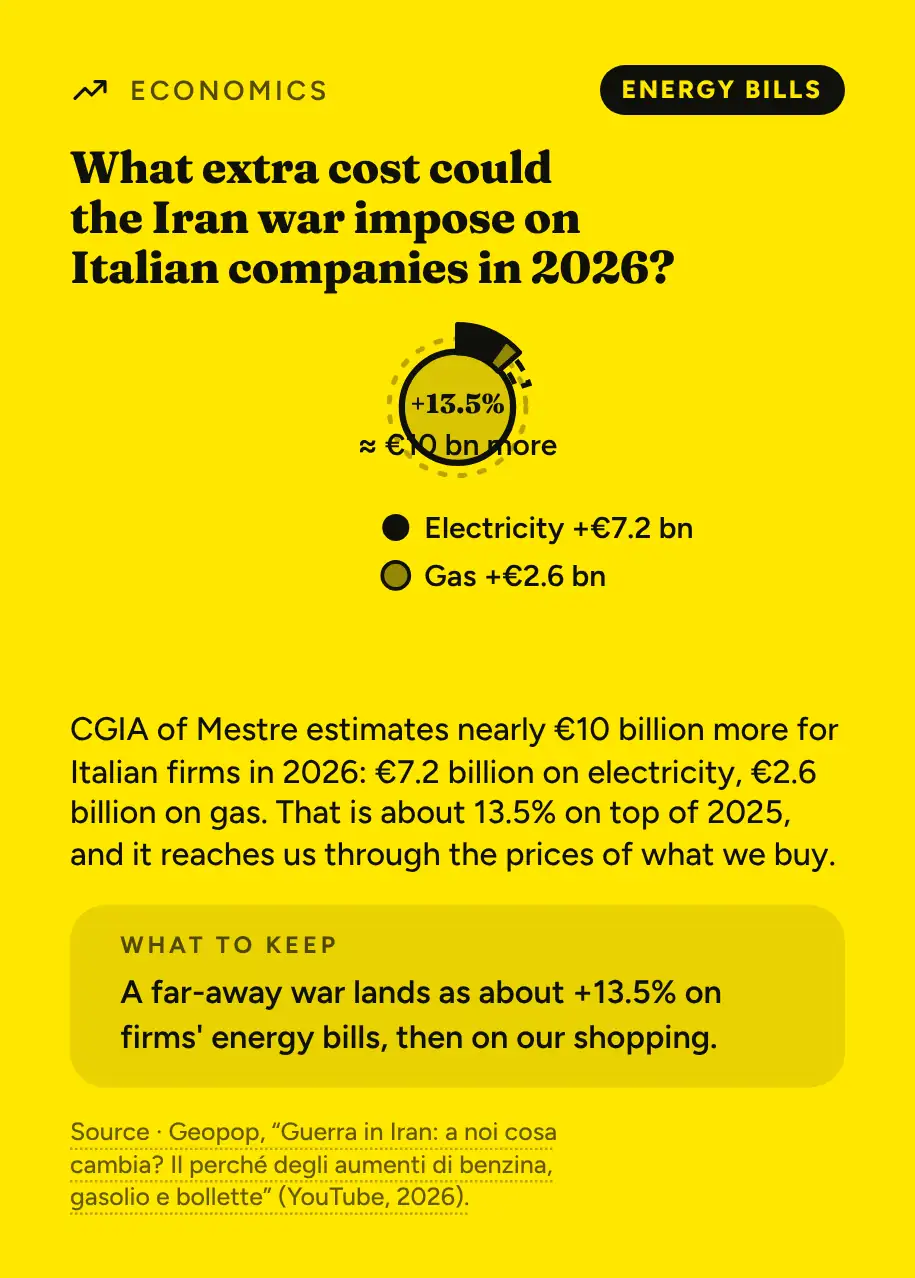 ECONOMICS
ENERGY BILLS
What extra cost could
the Iran war impose on
Italian companies in 2026?
+13.5%
≈ €10 bn more
Electricity +€7.2 bn
Gas +€2.6 bn
CGIA of Mestre estimates nearly €10 billion more for
Italian firms in 2026: €7.2 billion on electricity, €2.6
billion on gas. That is about 13.5% on top of 2025,
and it reaches us through the prices of what we buy.
WHAT TO KEEP
A far-away war lands as about +13.5% on
firms' energy bills, then on our shopping.
Source · Geopop, “Guerra in Iran: a noi cosa
cambia? Il perché degli aumenti di benzina,
gasolio e bollette” (YouTube, 2026).